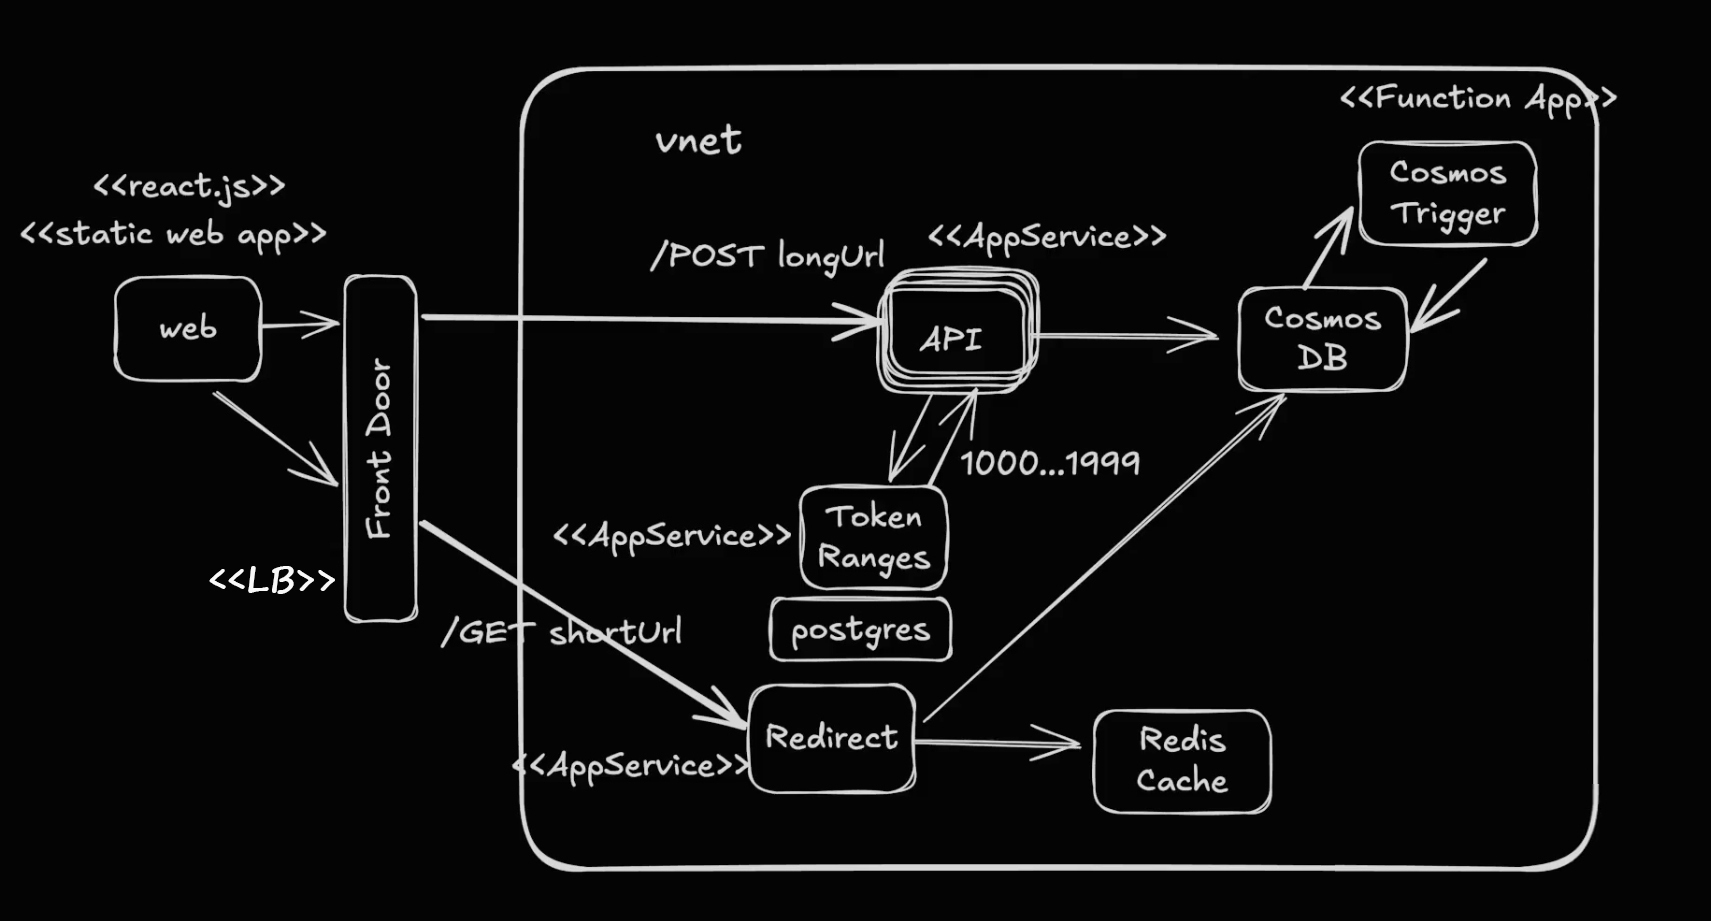 <<Function App>>
vnet
Cosmos
Trigger
<<react.js>>
<<static web app>>
/POST longUrl
<<AppService>>
web
API
Cosmos
DB
Front Door
1000...1999
<<AppService>>
Token
Ranges
<<LB>>
/GET shortUrl
postgres
Redirect
<<AppService>>
Redis
Cache